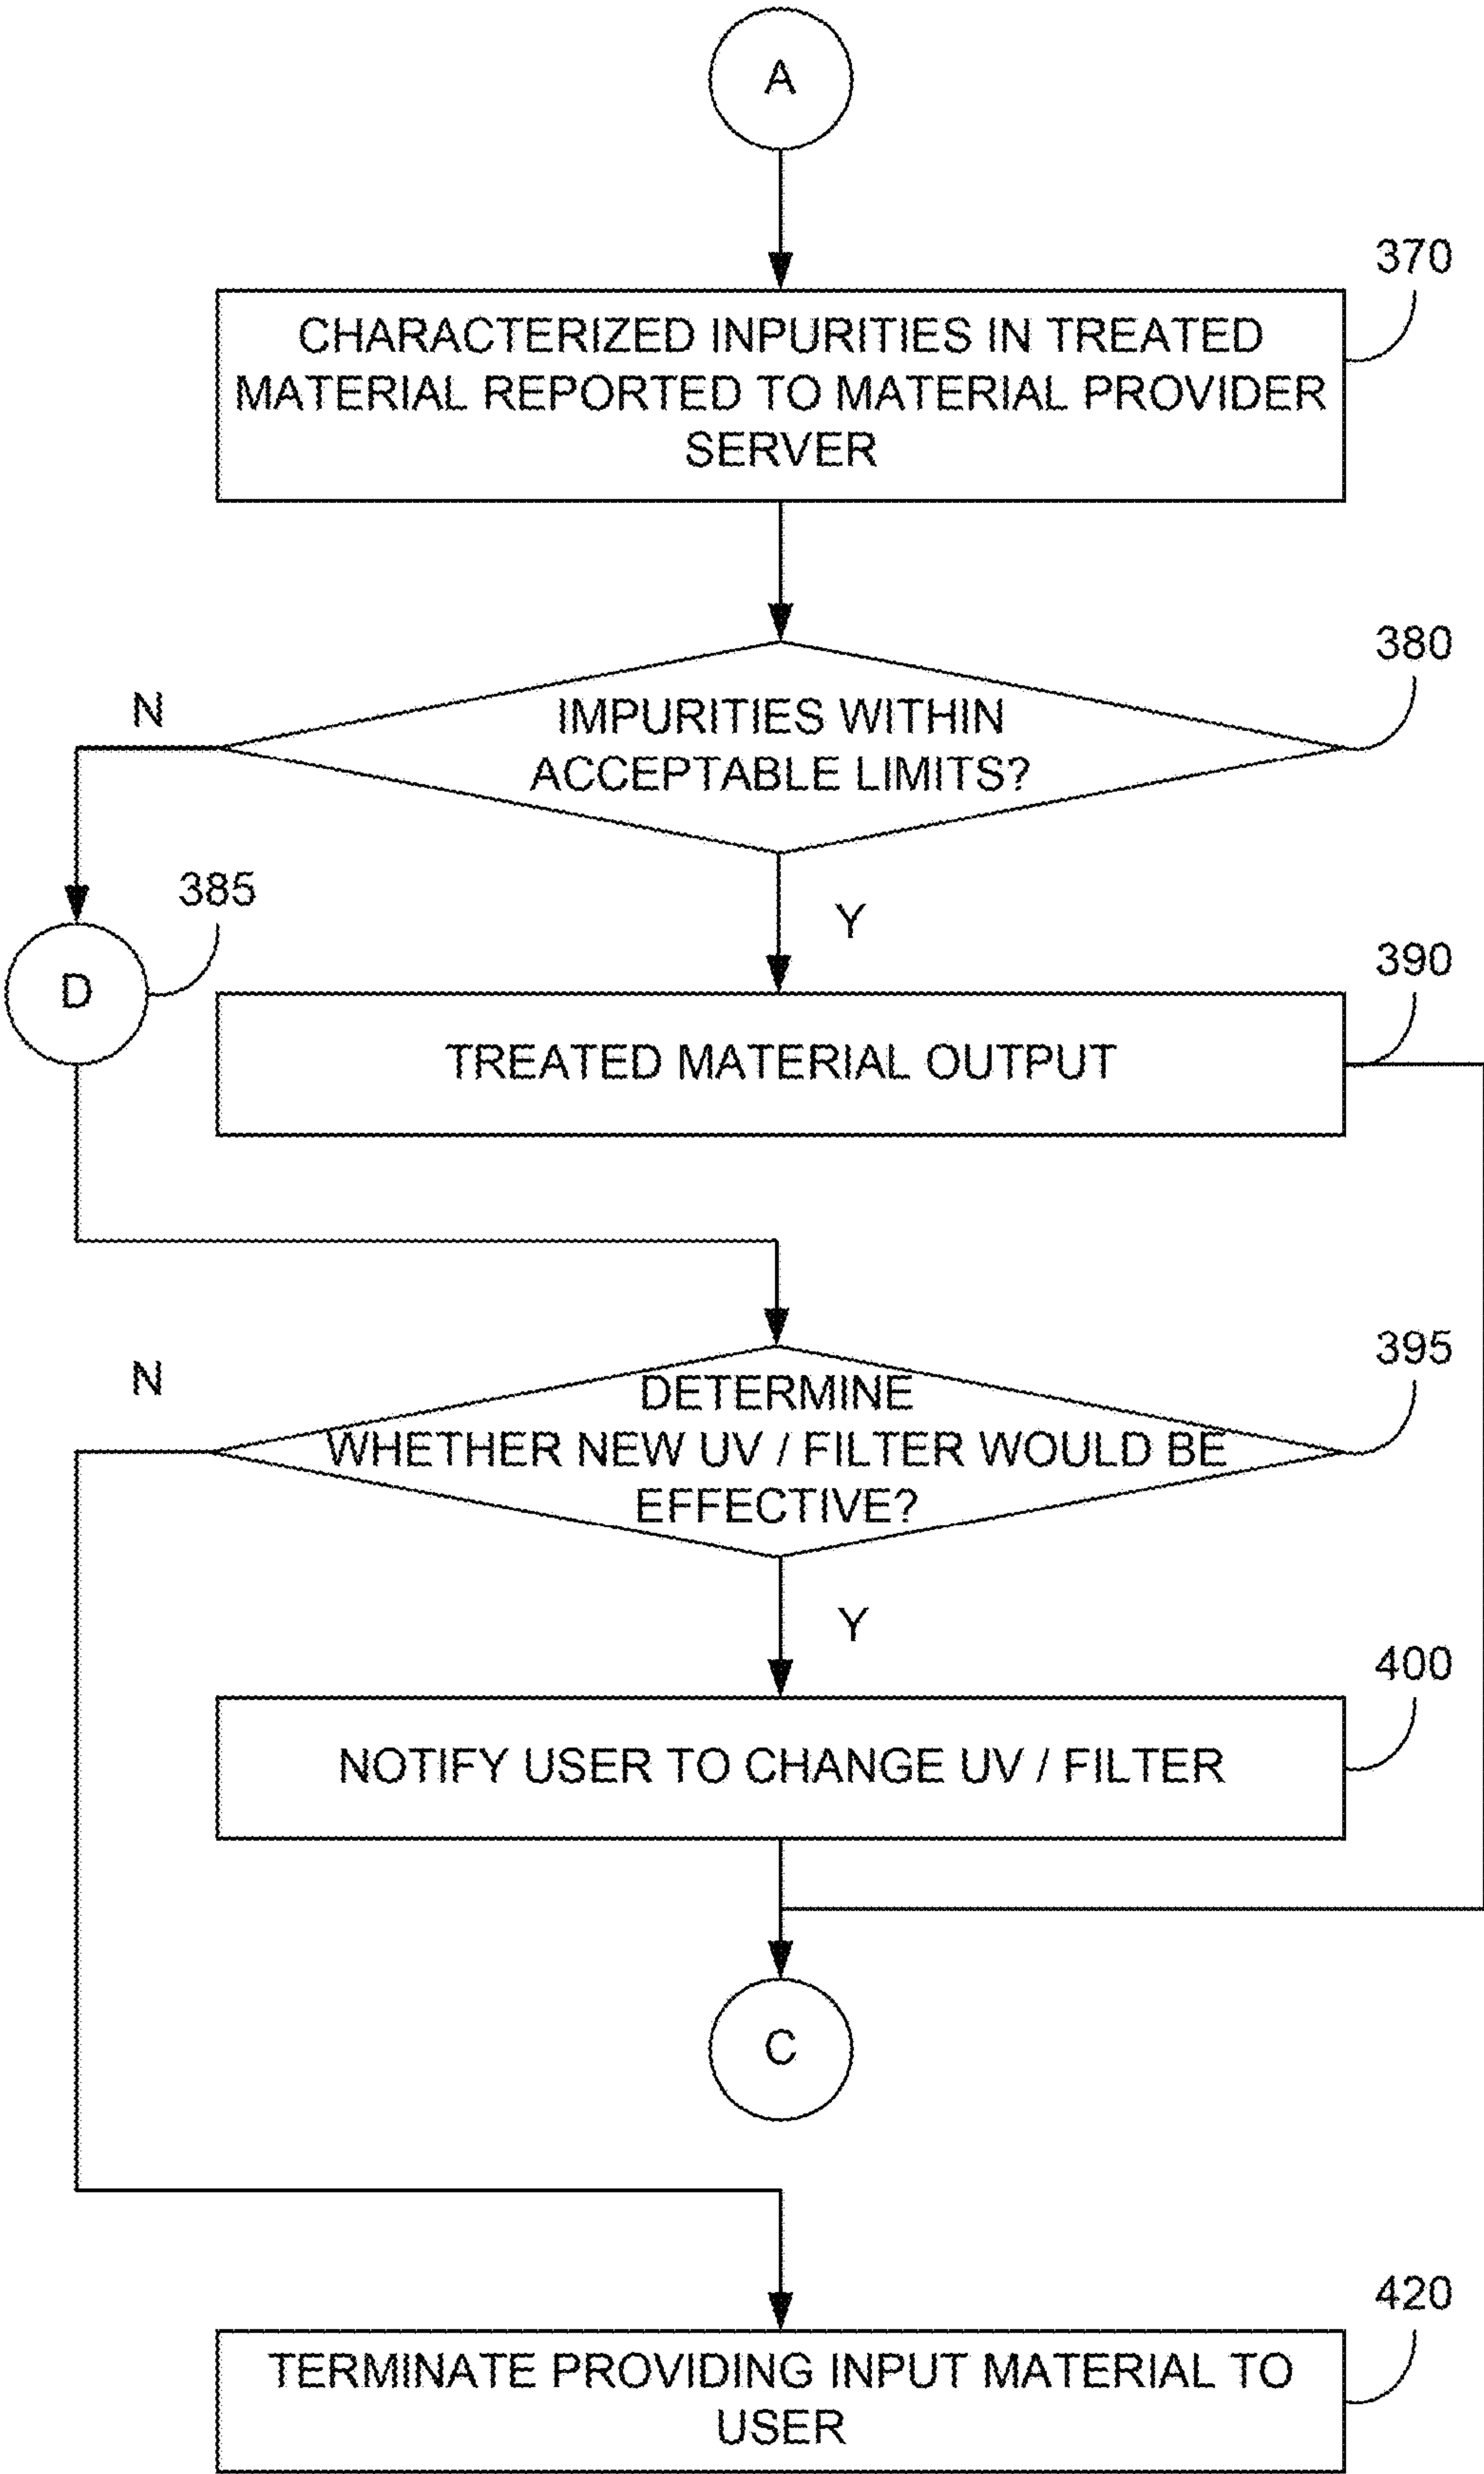 A
370
CHARACTERIZED INPURITIES IN TREATED
MATERIAL REPORTED TO MATERIAL PROVIDER
SERVER
380
N
IMPURITIES WITHIN
ACCEPTABLE LIMITS?
385
Y
390
D
TREATED MATERIAL OUTPUT
395
N
DETERMINE
WHETHER NEW UV / FILTER WOULD BE
EFFECTIVE?
Y
400
NOTIFY USER TO CHANGE UV / FILTER
C
420
TERMINATE PROVIDING INPUT MATERIAL TO
USER